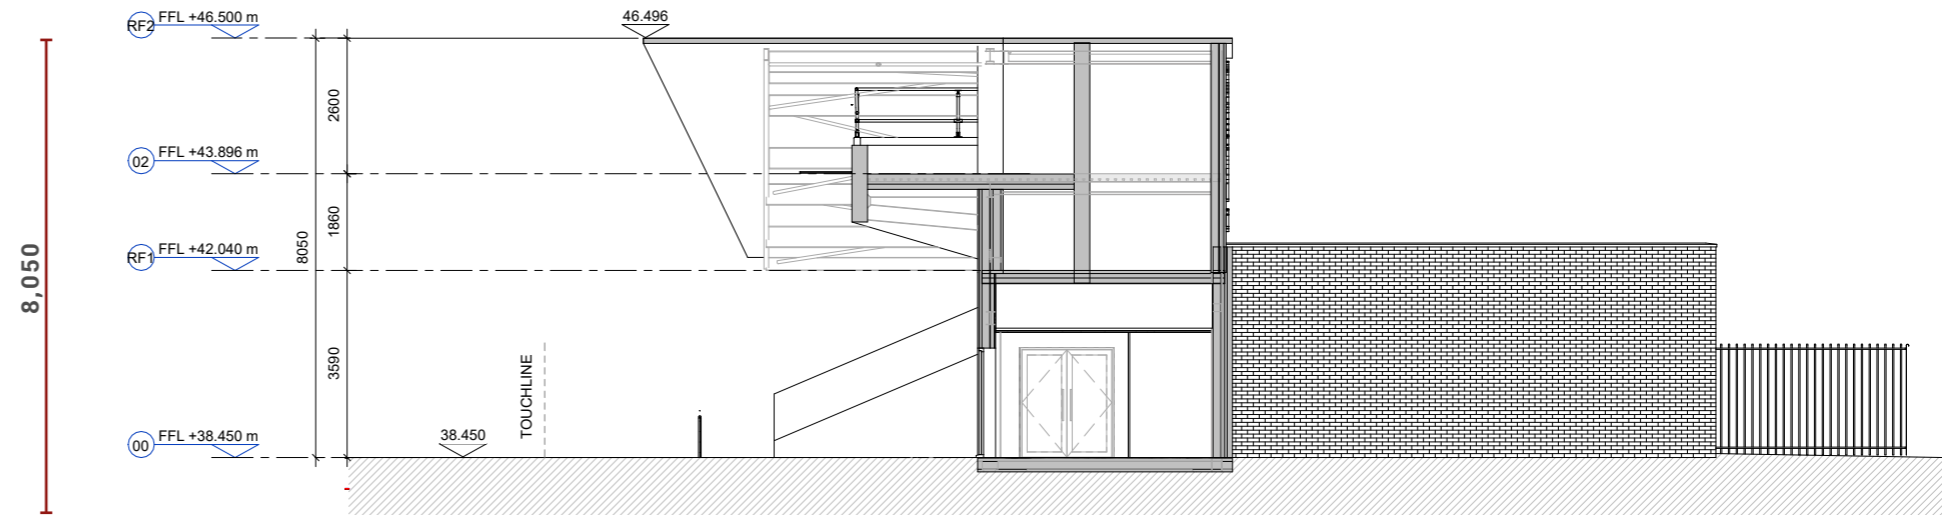 RF2 FFL +46.500 m
46.496
2600
02 FFL +43.896 m
1860
8050
RF1 FFL +42.040 m
8,050
3590
TOUCHLINE
00 FFL +38.450 m
38.450